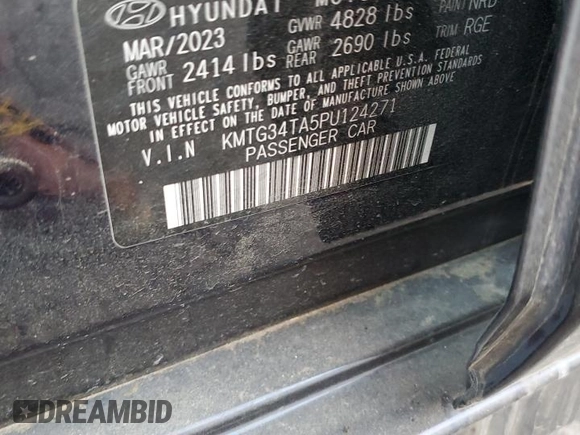 HYUNDAI
MAR/2023 GVWR 4828 lbs PAINT NRB
GAWR FRONT 2414 lbs GAWR REAR 2690 lbs TRIM RGE
THIS VEHICLE CONFORMS TO ALL APPLICABLE U.S.A. FEDERAL
MOTOR VEHICLE SAFETY, BUMPER, AND THEFT PREVENTION STANDARDS
IN EFFECT ON THE DATE OF MANUFACTURE SHOWN ABOVE
V.I.N KMTG34TA5PU124271
PASSENGER CAR
DREAMBID